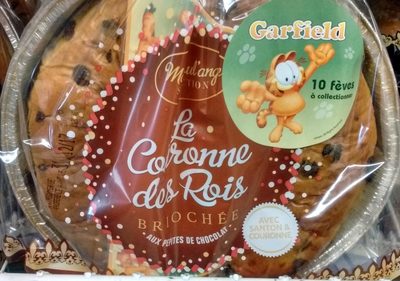 Garfield
10 fèves
à collectionner
La
Couronne
des Rois
BRIOCHÉE
AUX PÉPITES DE CHOCOLAT
AVEC
SANTON &
COURONNE